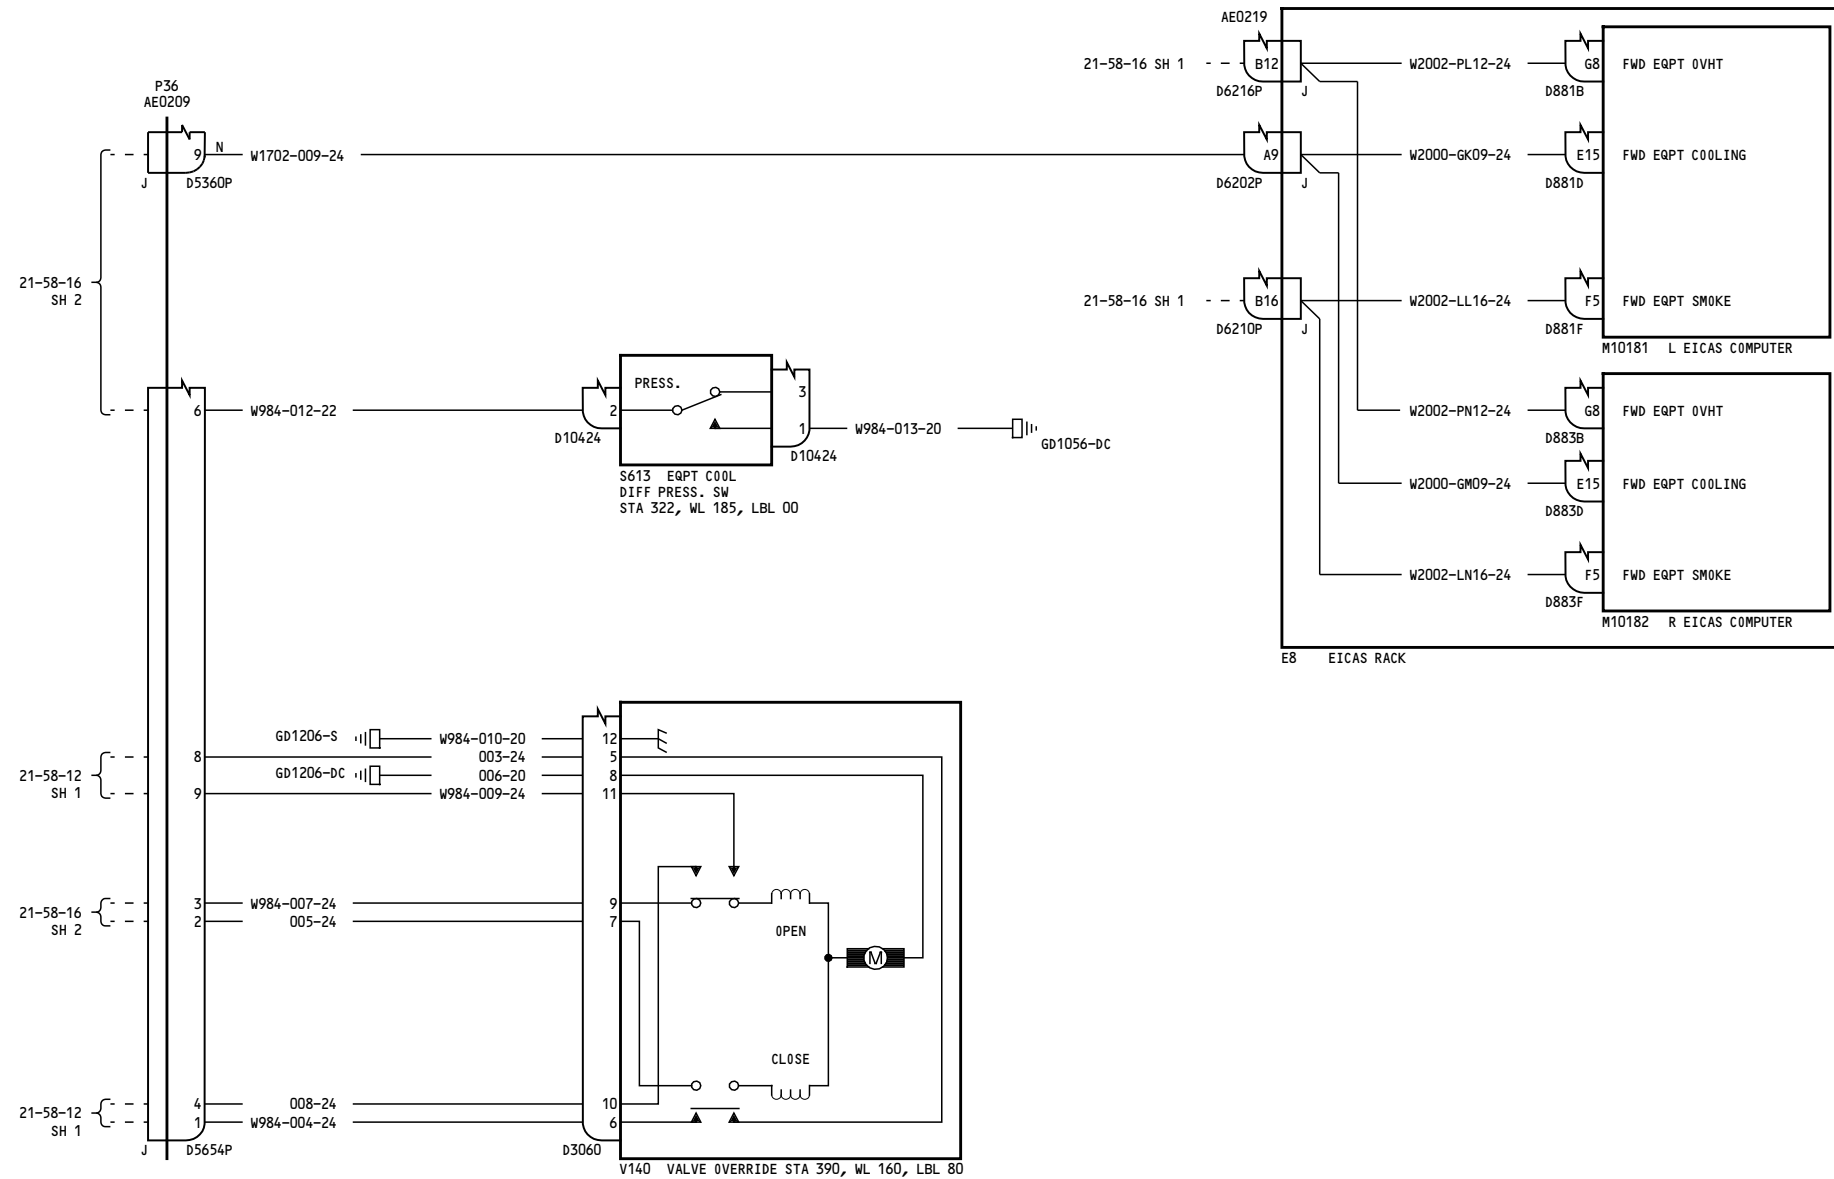 AE0219
21-58-16 SH 1
B12
W2002-PL12-24
G8
FWD EQPT OVHT
P36
D6216P
J
D881B
AE0209
9
N
W1702-009-24
A9
W2000-GK09-24
E15
FWD EQPT COOLING
J
D5360P
D6202P
J
D881D
21-58-16
SH 2
21-58-16 SH 1
B16
W2002-LL16-24
F5
FWD EQPT SMOKE
D6210P
J
D881F
M10181 L EICAS COMPUTER
PRESS.
3
6
W984-012-22
2
1
W984-013-20
D10424
D10424
GD1056-DC
S613 EQPT COOL
DIFF PRESS. SW
STA 322, WL 185, LBL 00
W2002-PN12-24
G8
FWD EQPT OVHT
D883B
W2000-GM09-24
E15
FWD EQPT COOLING
D883D
W2002-LN16-24
F5
FWD EQPT SMOKE
D883F
M10182 R EICAS COMPUTER
E8 EICAS RACK
GD1206-S
W984-010-20
12
8
003-24
5
21-58-12
SH 1
GD1206-DC
006-20
8
9
W984-009-24
11
21-58-16
SH 2
3
W984-007-24
9
2
005-24
7
OPEN
M
CLOSE
21-58-12
SH 1
4
008-24
10
1
W984-004-24
6
J
D5654P
D3060
V140 VALVE OVERRIDE STA 390, WL 160, LBL 80